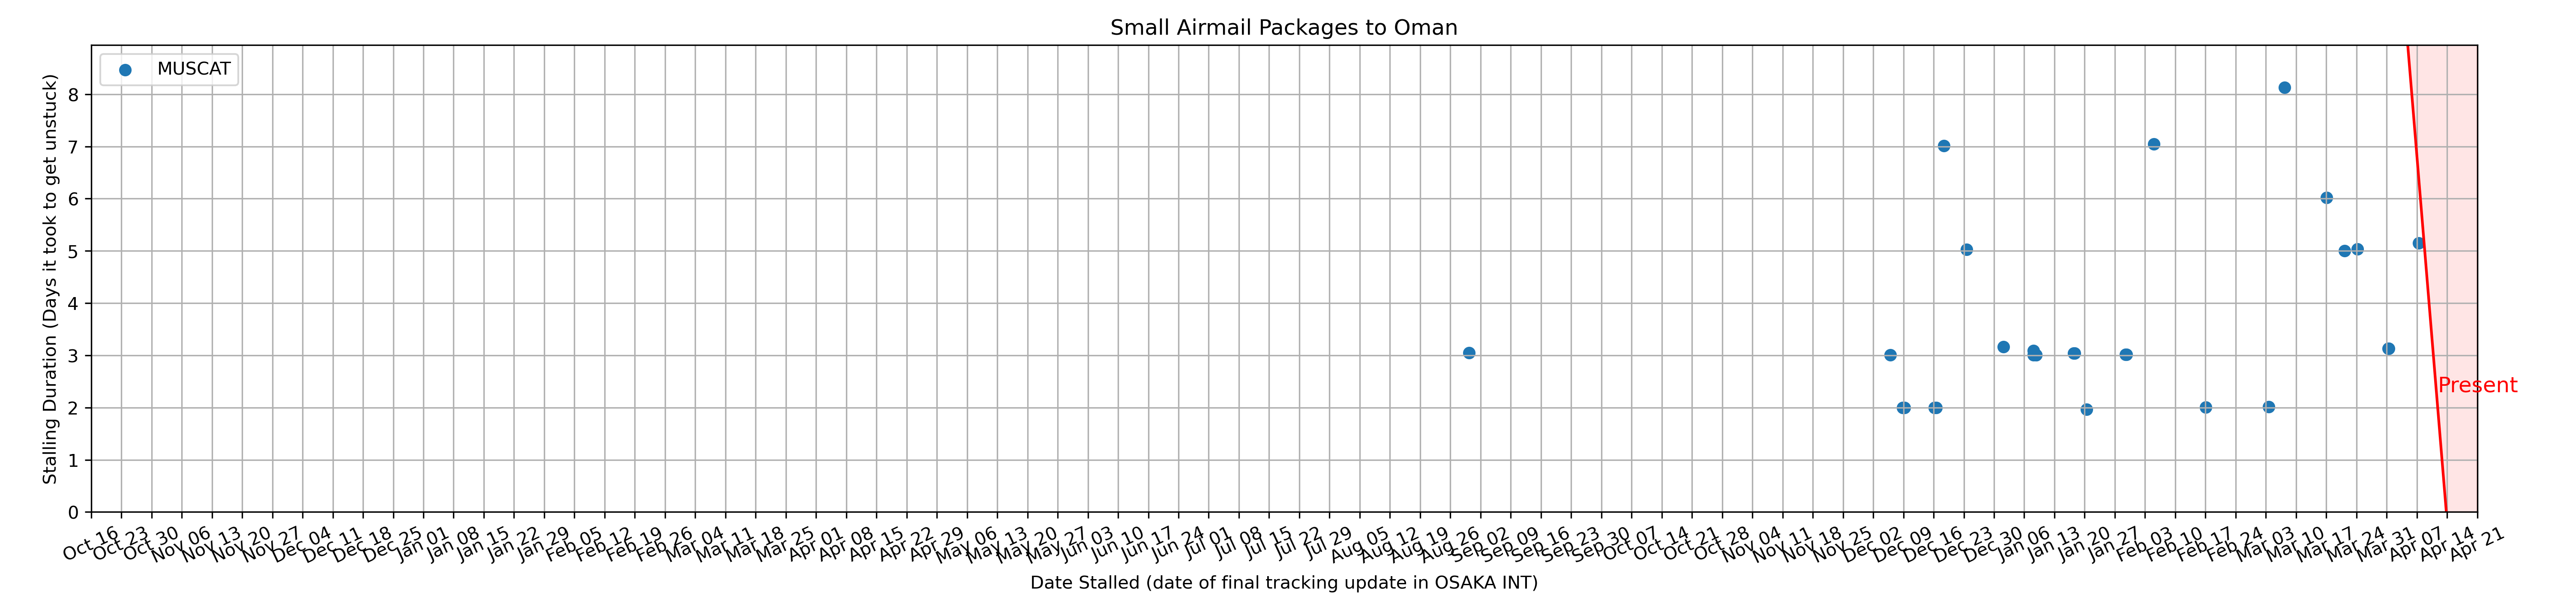 Small Airmail Packages to Oman
MUSCAT
Stalling Duration (Days it took to get unstuck)
8
7
6
5
4
3
2
1
0
Present
Oct 16 Oct 23 Oct 30 Nov 06 Nov 13 Nov 20 Nov 27 Dec 04 Dec 11 Dec 18 Dec 25 Jan 01 Jan 08 Jan 15 Jan 22 Jan 29 Feb 05 Feb 12 Feb 19 Feb 26 Mar 04 Mar 11 Mar 18 Mar 25 Apr 01 Apr 08 Apr 15 Apr 22 Apr 29 May 06 May 13 May 20 May 27 Jun 03 Jun 10 Jun 17 Jun 24 Jul 01 Jul 08 Jul 15 Jul 22 Jul 29 Aug 05 Aug 12 Aug 19 Aug 26 Sep 02 Sep 09 Sep 16 Sep 23 Sep 30 Oct 07 Oct 14 Oct 21 Oct 28 Nov 04 Nov 11 Nov 18 Nov 25 Dec 02 Dec 09 Dec 16 Dec 23 Dec 30 Jan 06 Jan 13 Jan 20 Jan 27 Feb 03 Feb 10 Feb 17 Feb 24 Mar 03 Mar 10 Mar 17 Mar 24 Mar 31 Apr 07 Apr 14 Apr 21
Date Stalled (date of final tracking update in OSAKA INT)